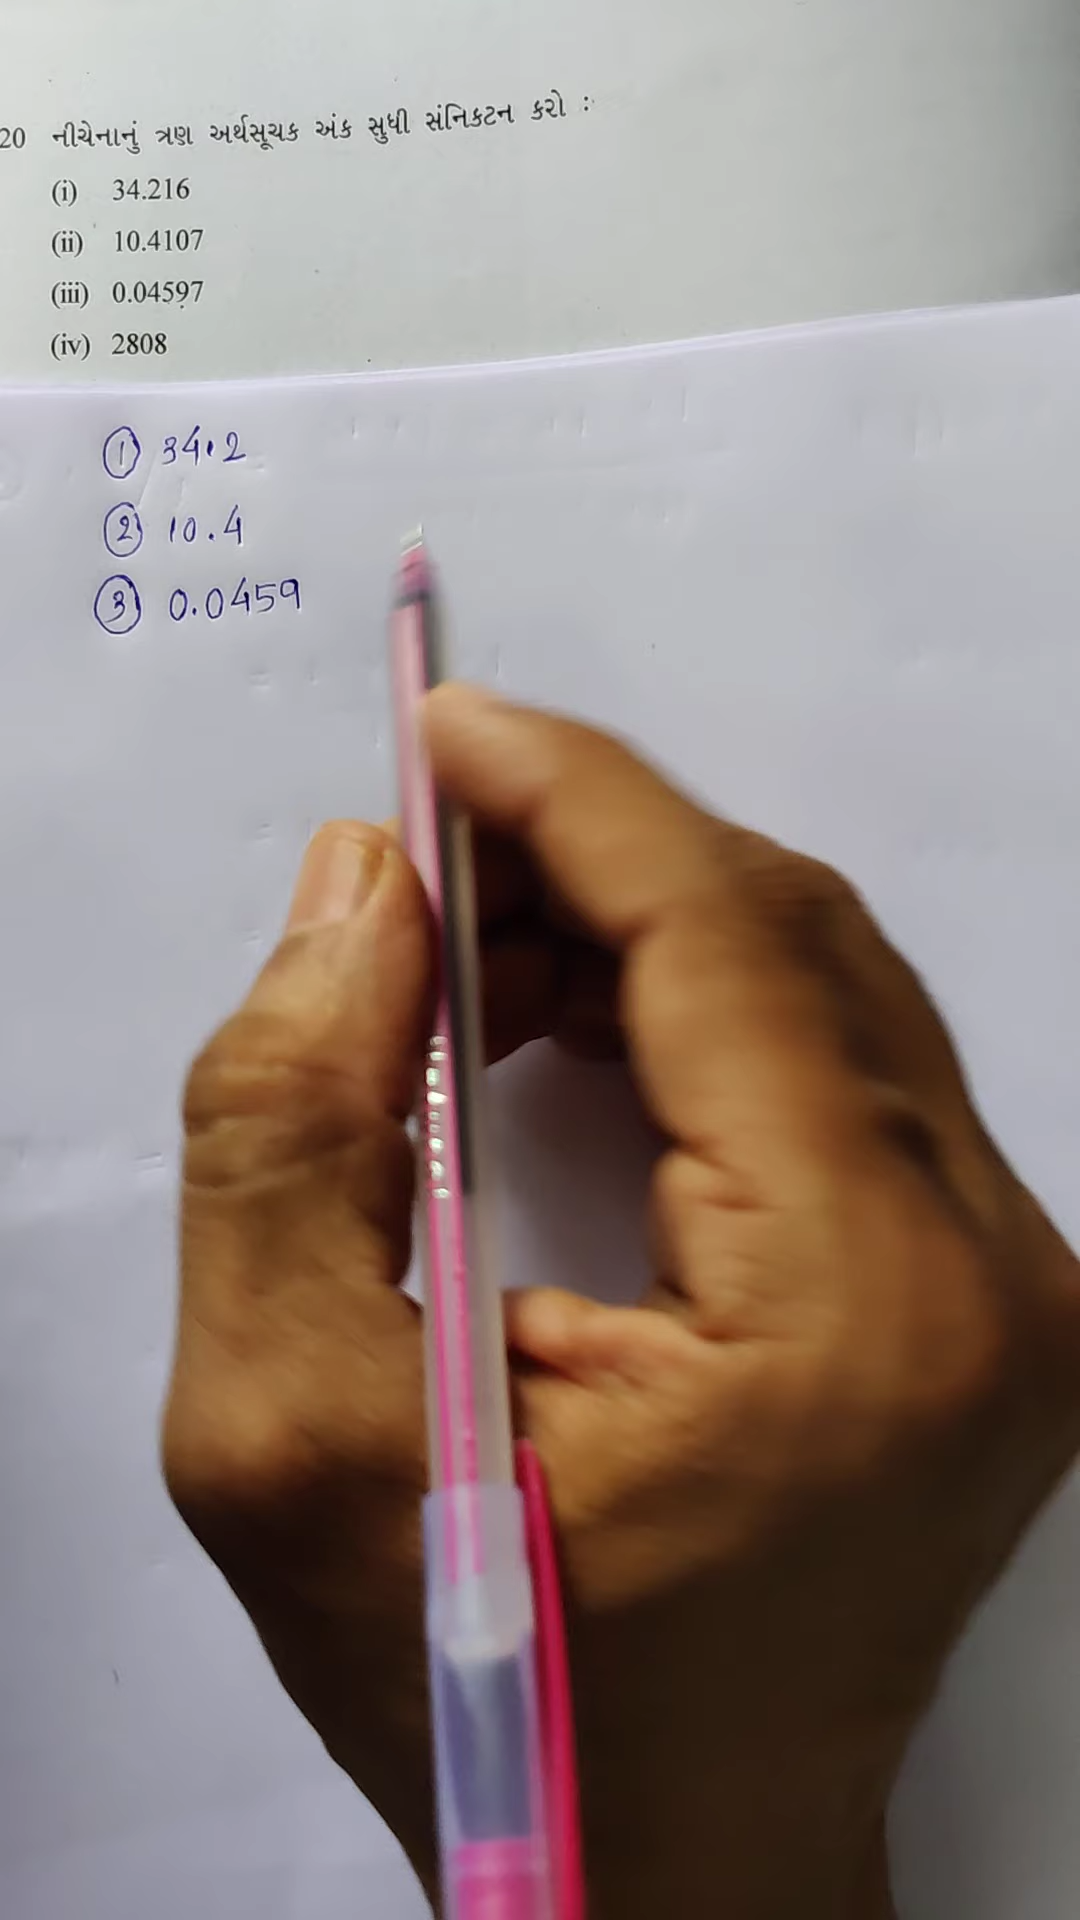 20 નીચેનાનું ત્રણ અર્થસૂચક અંક સુધી સંનિકટન કરો :
(i) 34.216
(ii) 10.4107
(iii) 0.04597
(iv) 2808
① 34.2
② 10.4
③ 0.0459